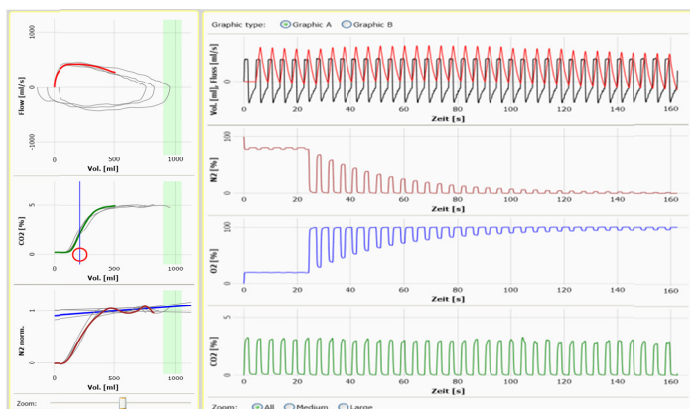 Graphic type: Graphic A Graphic B
1000
0
-1000
Flow [ml/s]
0 500 1000
Vol. [ml]
5
0
CO2 [%]
0 500 1000
Vol. [ml]
1
0
N2 norm.
0 500 1000
Vol. [ml]
Zoom:
Vol. [ml], Fluss [ml/s]
0
0 20 40 60 80 100 120 140 160
Zeit [s]
100
0
N2 [%]
0 20 40 60 80 100 120 140 160
Zeit [s]
100
0
O2 [%]
0 20 40 60 80 100 120 140 160
Zeit [s]
5
0
CO2 [%]
0 20 40 60 80 100 120 140 160
Zeit [s]
Zoom: All Medium Large